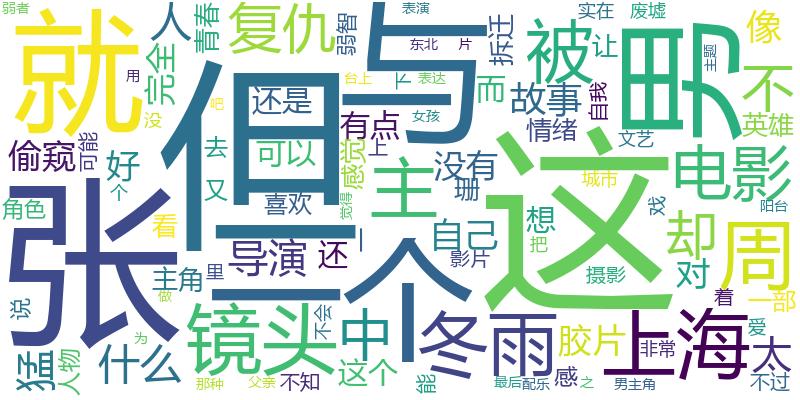 弱者
就
人
青春
复仇
弱智
表演
东北
片
拆迁
实在
废墟
让
像
完全
但
与
被
男
主题
不
用
没
吧
还是
台上
下
表达
而
故事
自我
英雄
偷窥
可能
好
去
可以
有点
感觉
上
女孩
情绪
文艺
电影
没有
珊
城市
阳台
张
个
又
喜欢
主
觉得
这
戏
角色
看
导演
还
一
自己
想
把
却
周
一个
里
主角
影片
摄影
对
说
做
镜头
不会
中
冬雨
胶片
上海
着
一部
非常
爱
太
猛
人物
什么
为
那种
父亲
不知
这个
能
最后
配乐
感
之
男主角
不过